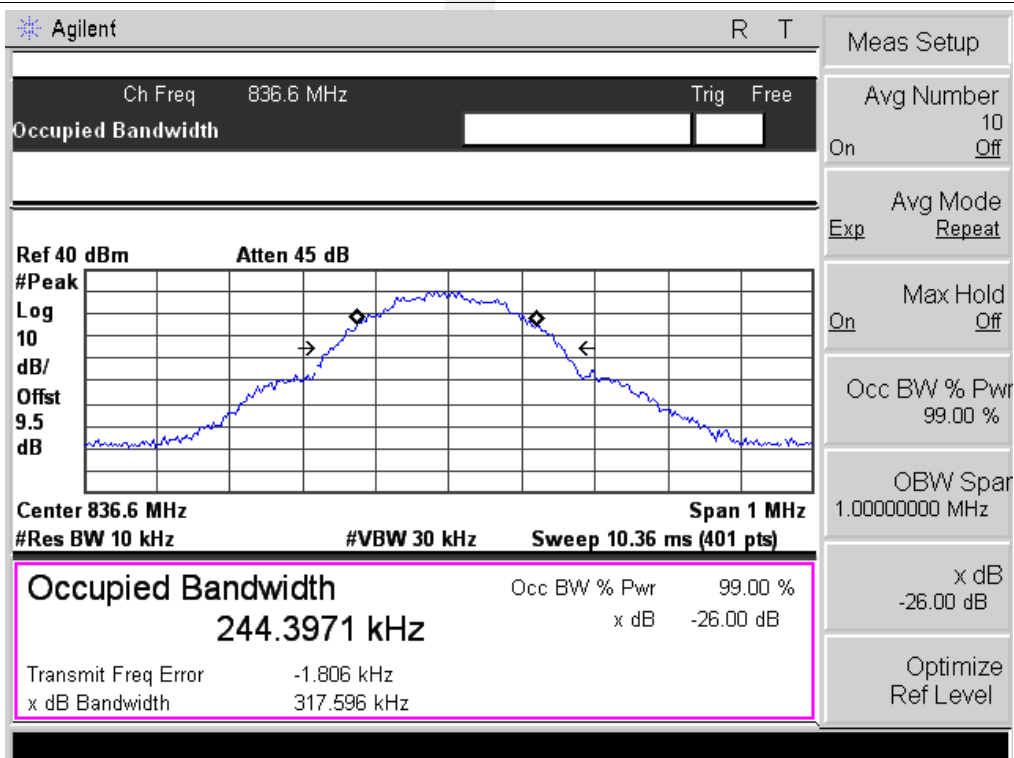 Agilent R T
Ch Freq 836.6 MHz Trig Free
Occupied Bandwidth
Ref 40 dBm Atten 45 dB
#Peak
Log
10
dB/
Offst
9.5
dB
Center 836.6 MHz Span 1 MHz
#Res BW 10 kHz #VBW 30 kHz Sweep 10.36 ms (401 pts)
Occupied Bandwidth Occ BW % Pwr 99.00 %
244.3971 kHz x dB -26.00 dB
Transmit Freq Error -1.806 kHz
x dB Bandwidth 317.596 kHz
Meas Setup
Avg Number
10
On Off
Avg Mode
Exp Repeat
Max Hold
On Off
Occ BW % Pwr
99.00 %
OBW Span
1.00000000 MHz
x dB
-26.00 dB
Optimize
Ref Level